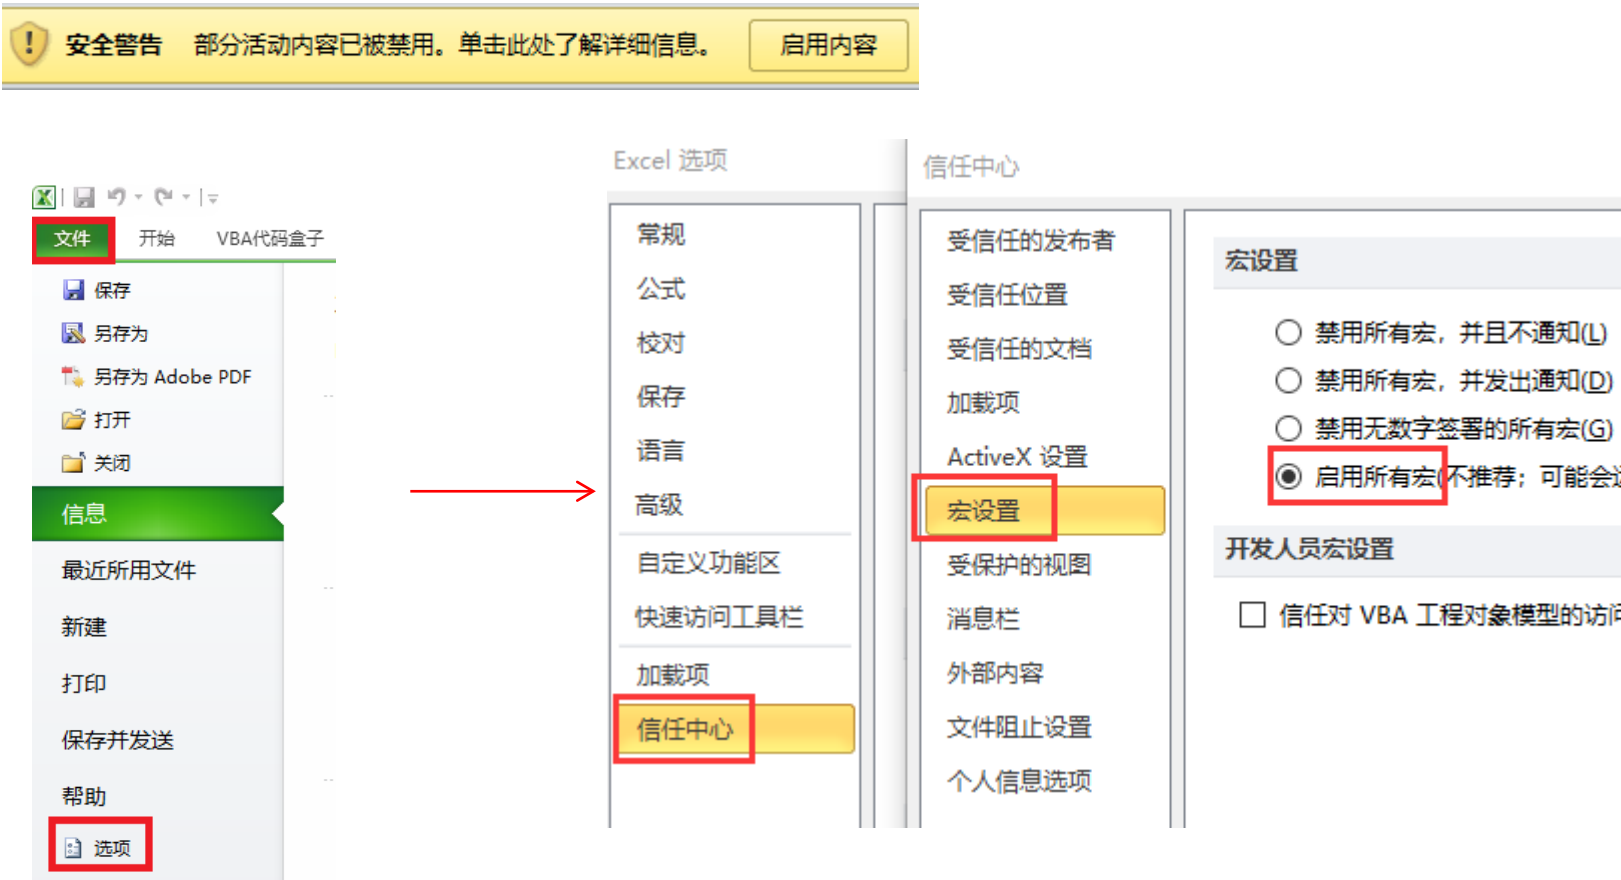 安全警告 部分活动内容已被禁用。单击此处了解详细信息。 启用内容
文件 开始 VBA代码盒子
保存
另存为
另存为 Adobe PDF
打开
关闭
信息
最近所用文件
新建
打印
保存并发送
帮助
选项
Excel 选项
常规
公式
校对
保存
语言
高级
自定义功能区
快速访问工具栏
加载项
信任中心
信任中心
受信任的发布者
受信任位置
受信任的文档
加载项
ActiveX 设置
宏设置
受保护的视图
消息栏
外部内容
文件阻止设置
个人信息选项
宏设置
禁用所有宏，并且不通知(L)
禁用所有宏，并发出通知(D)
禁用无数字签署的所有宏(G)
启用所有宏(不推荐；可能会
开发人员宏设置
信任对 VBA 工程对象模型的访